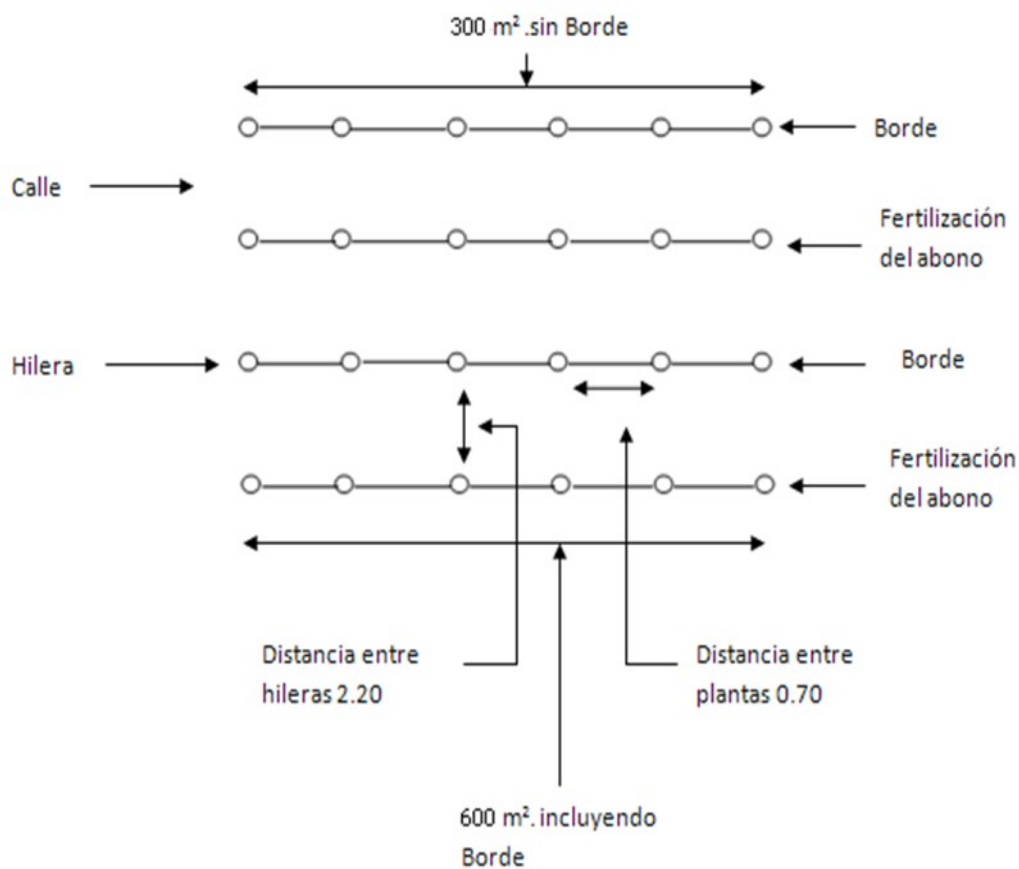 300 m².sin Borde
Borde
Calle
Fertilización
del abono
Hilera
Borde
Fertilización
del abono
Distancia entre
hileras 2.20
Distancia entre
plantas 0.70
600 m². incluyendo
Borde